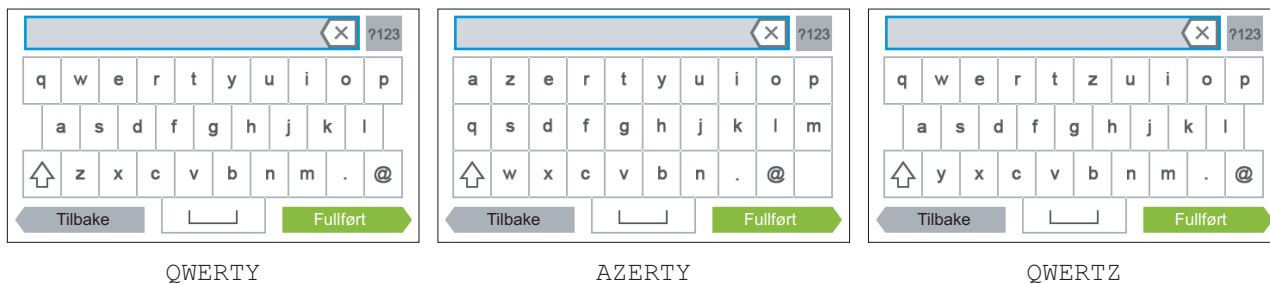 ?123 ?123 ?123
q w e r t y u i o p a z e r t y u i o p q w e r t z u i o p
a s d f g h j k l q s d f g h j k l m a s d f g h j k l
z x c v b n m . @ w x c v b n . @ y x c v b n m . @
Tilbake Fullført Tilbake Fullført Tilbake Fullført
QWERTY AZERTY QWERTZ